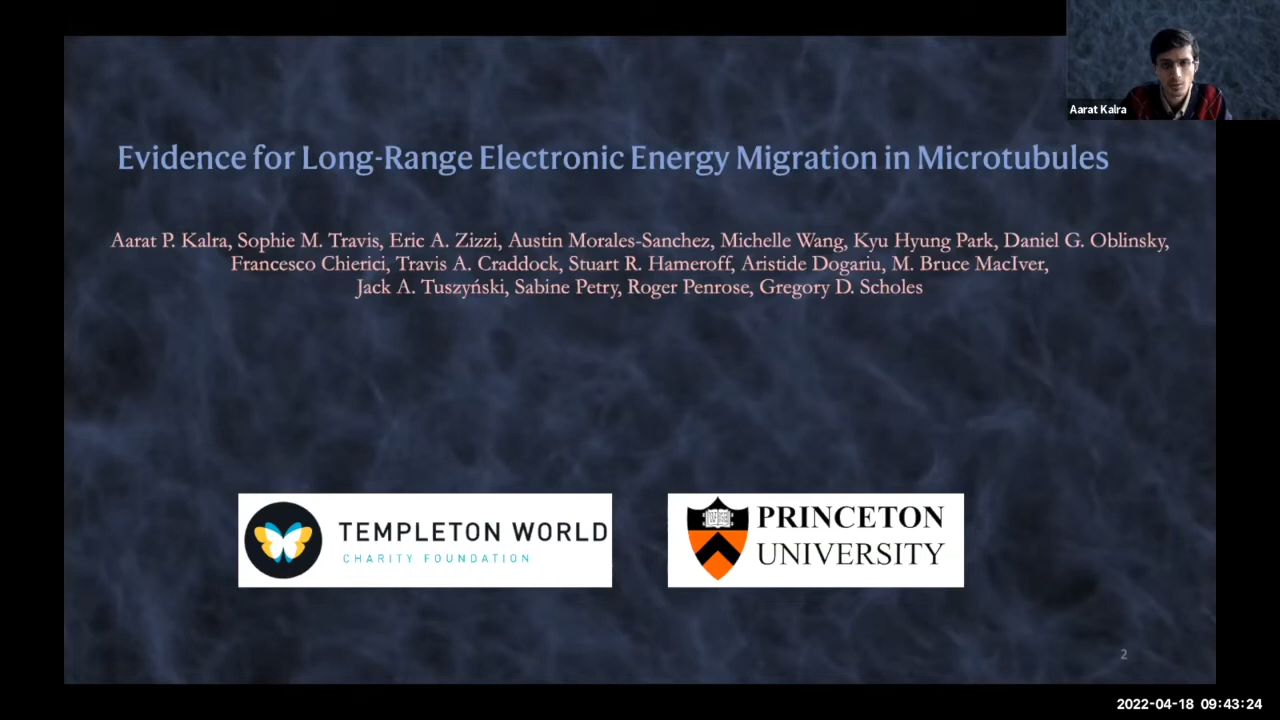 Aarat Kalra
Evidence for Long-Range Electronic Energy Migration in Microtubules
Aarat P. Kalra, Sophie M. Travis, Eric A. Zizzi, Austin Morales-Sanchez, Michelle Wang, Kyu Hyung Park, Daniel G. Oblinsky,
Francesco Chierici, Travis A. Craddock, Stuart R. Hameroff, Aristide Dogariu, M. Bruce MacIver,
Jack A. Tuszyński, Sabine Petry, Roger Penrose, Gregory D. Scholes
TEMPLETON WORLD
CHARITY FOUNDATION
PRINCETON
UNIVERSITY
2
2022-04-18 09:43:24